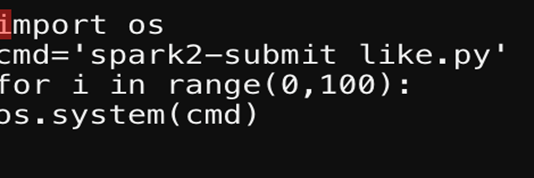 import os
cmd='spark2-submit like.py'
for i in range(0,100):
os.system(cmd)